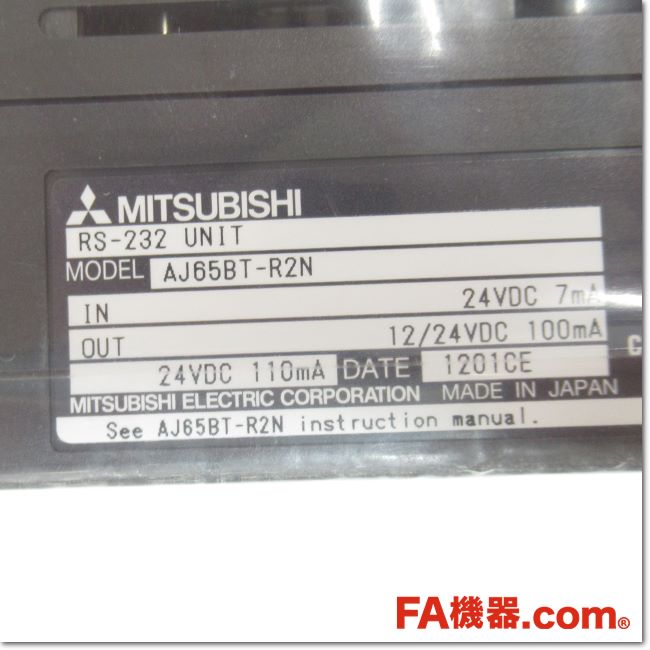 MITSUBISHI
RS-232 UNIT
MODEL AJ65BT-R2N
IN 24VDC 7mA
OUT 12/24VDC 100mA
24VDC 110mA DATE 1201CE
MITSUBISHI ELECTRIC CORPORATION MADE IN JAPAN
See AJ65BT-R2N instruction manual.
FA機器.com®